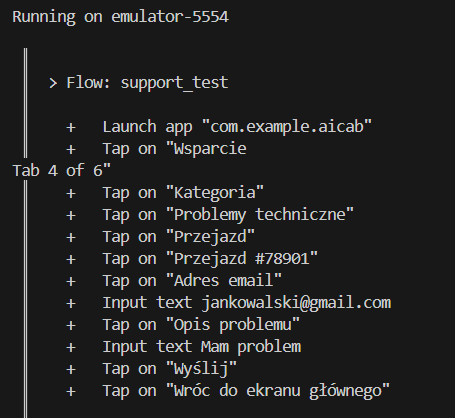 Running on emulator-5554
> Flow: support_test
+ Launch app "com.example.aicab"
+ Tap on "Wsparcie
Tab 4 of 6"
+ Tap on "Kategoria"
+ Tap on "Problemy techniczne"
+ Tap on "Przejazd"
+ Tap on "Przejazd #78901"
+ Tap on "Adres email"
+ Input text jankowalski@gmail.com
+ Tap on "Opis problemu"
+ Input text Mam problem
+ Tap on "Wyślij"
+ Tap on "Wróc do ekranu głównego"